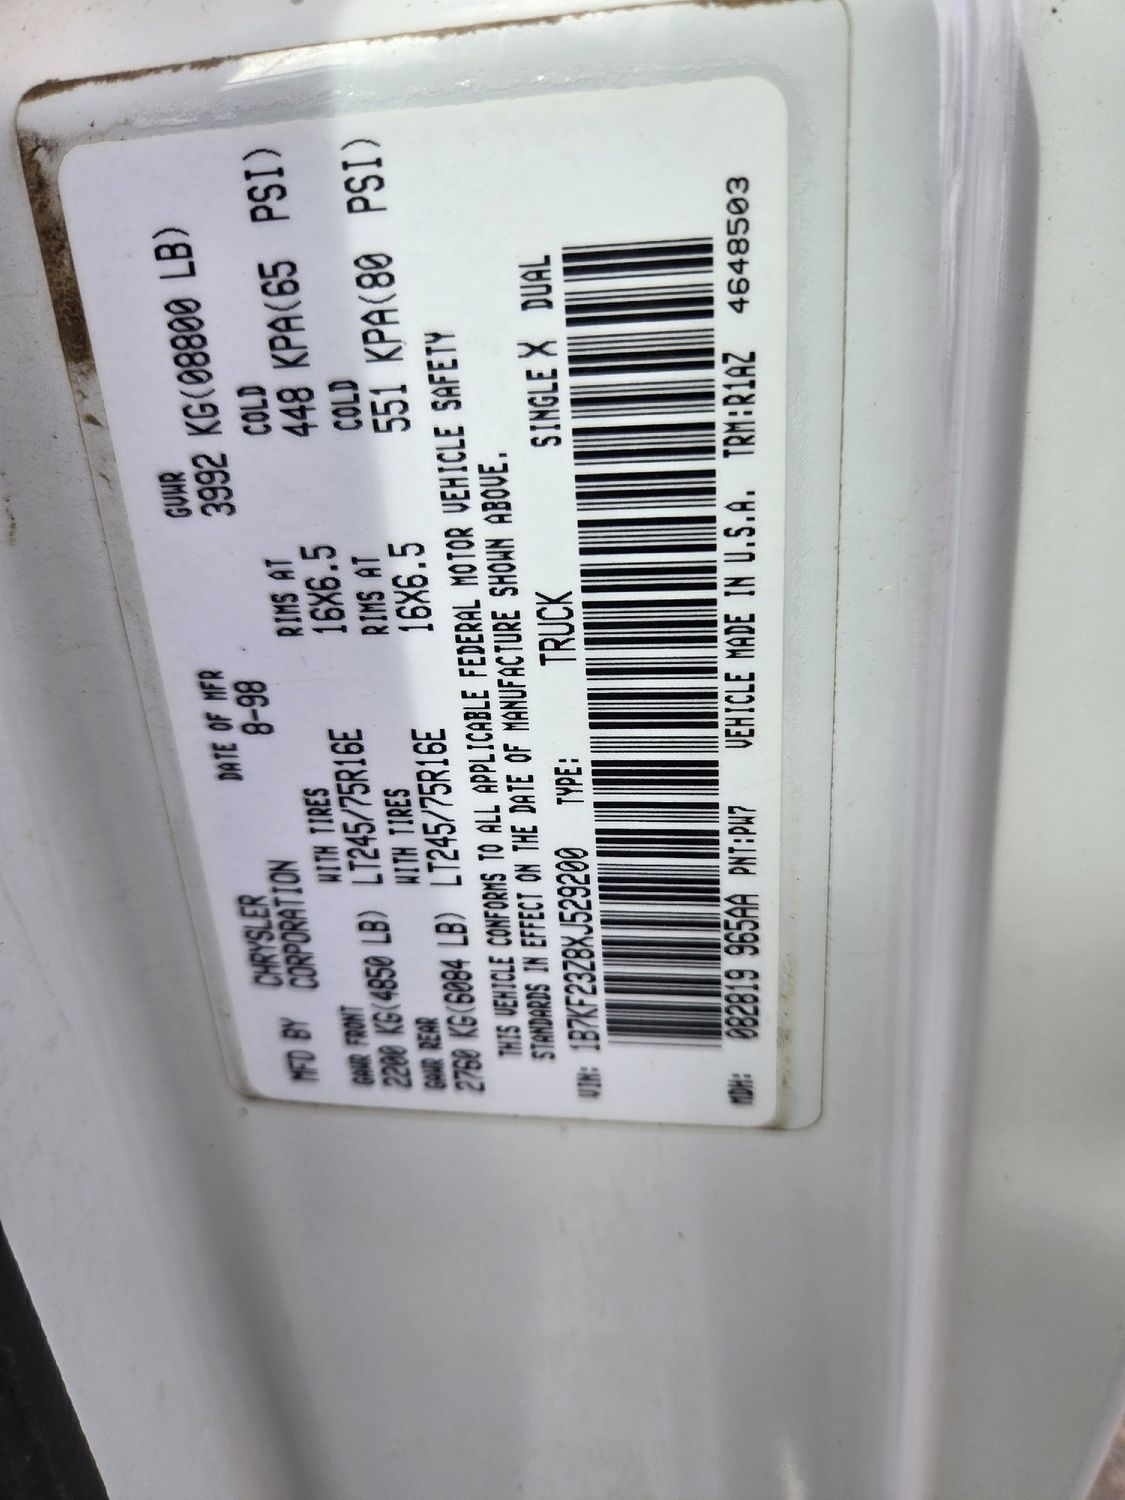 MFD BY CHRYSLER CORPORATION DATE OF MFR 8-98 GVWR 3992 KG(08800 LB)
GAWR FRONT WITH TIRES RIMS AT COLD
2200 KG(4850 LB) LT245/75R16E 16X6.5 448 KPA(65 PSI)
GAWR REAR WITH TIRES RIMS AT COLD
2760 KG(6084 LB) LT245/75R16E 16X6.5 551 KPA(80 PSI)
THIS VEHICLE CONFORMS TO ALL APPLICABLE FEDERAL MOTOR VEHICLE SAFETY
STANDARDS IN EFFECT ON THE DATE OF MANUFACTURE SHOWN ABOVE.
VIN: 1B7KF23Z8XJ529200 TYPE: TRUCK SINGLE X DUAL
MDH: 082819 965AA PNT:PW7 VEHICLE MADE IN U.S.A. TRM:R1AZ 4648503